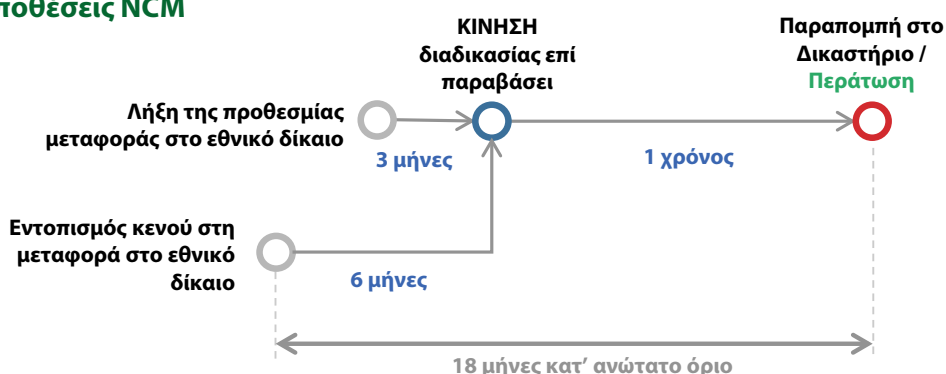 ποθέσεις NCM
ΚΙΝΗΣΗ
διαδικασίας επί
παραβάσει
Παραπομπή στο
Δικαστήριο /
Περάτωση
Λήξη της προθεσμίας
μεταφοράς στο εθνικό δίκαιο
3 μήνες
1 χρόνος
Εντοπισμός κενού στη
μεταφορά στο εθνικό
δίκαιο
6 μήνες
18 μήνες κατ’ ανώτατο όριο